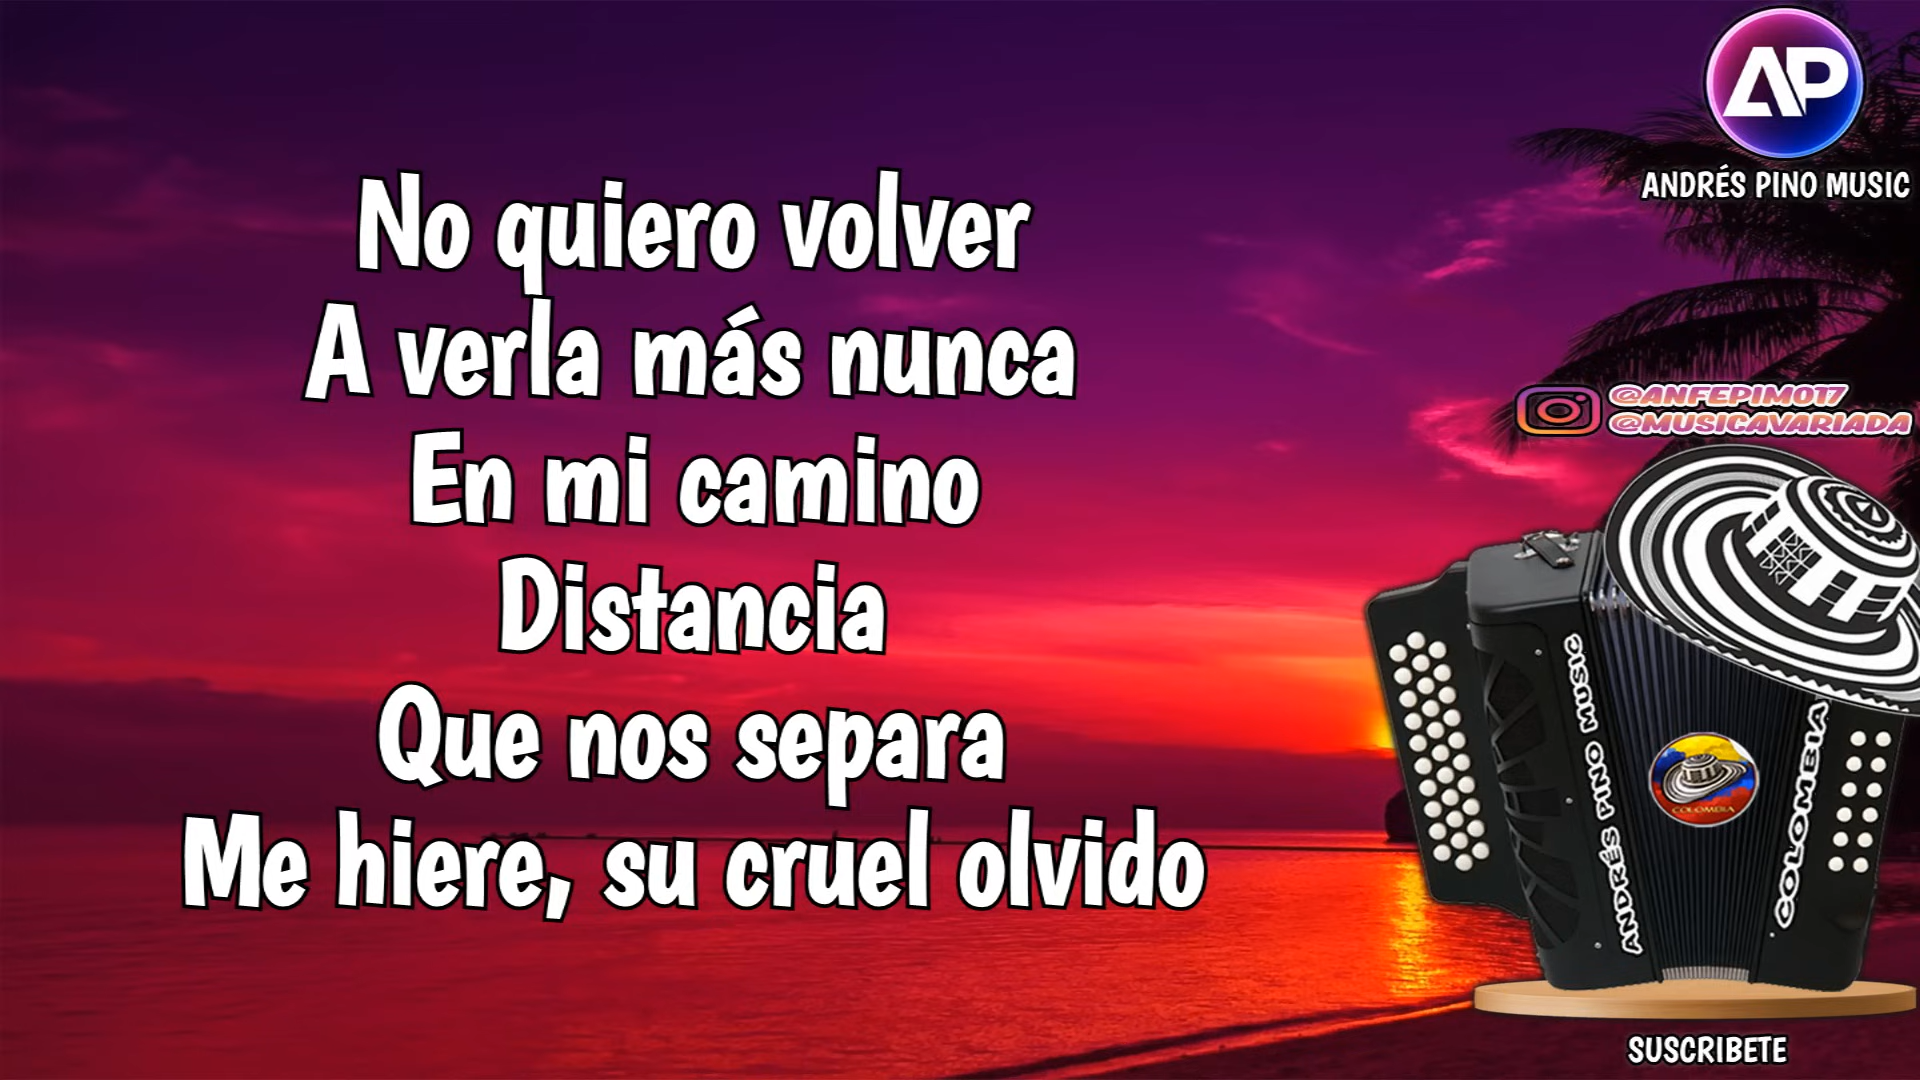 AP
ANDRÉS PINO MUSIC
No quiero volver
A verla más nunca
En mi camino
Distancia
Que nos separa
Me hiere, su cruel olvido
@ANFEPIMO17
@MUSICAVARIADA
ANDRÉS PINO MUSIC
COLOMBIA
COLOMBIA
SUSCRIBETE